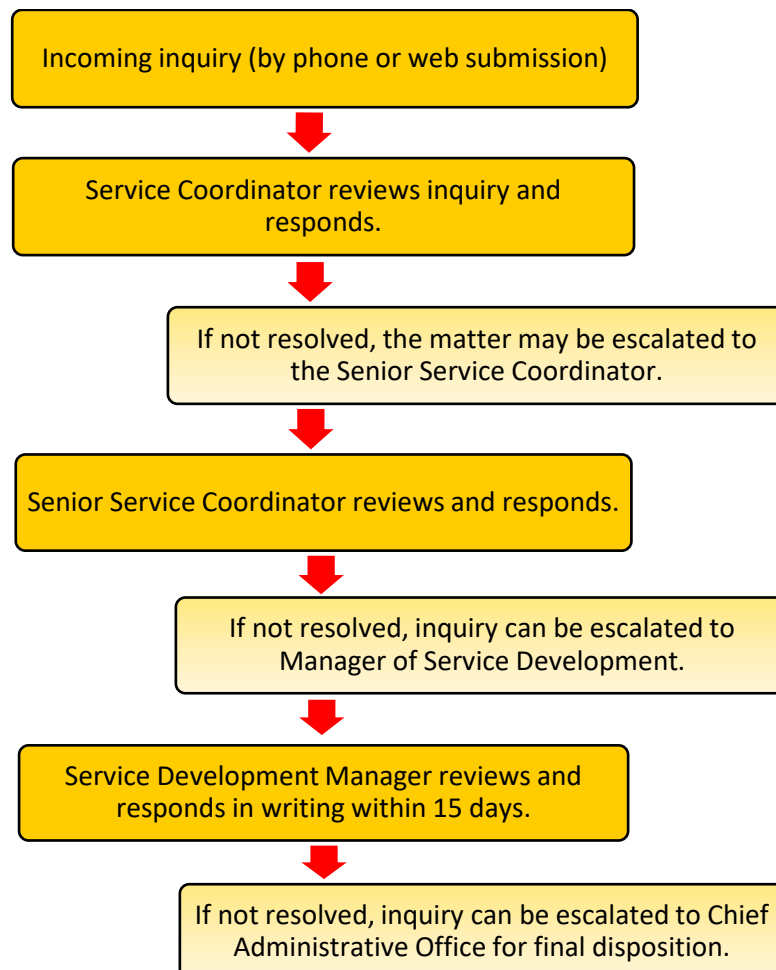 Incoming inquiry (by phone or web submission)
Service Coordinator reviews inquiry and
responds.
If not resolved, the matter may be escalated to
the Senior Service Coordinator.
Senior Service Coordinator reviews and responds.
If not resolved, inquiry can be escalated to
Manager of Service Development.
Service Development Manager reviews and
responds in writing within 15 days.
If not resolved, inquiry can be escalated to Chief
Administrative Office for final disposition.